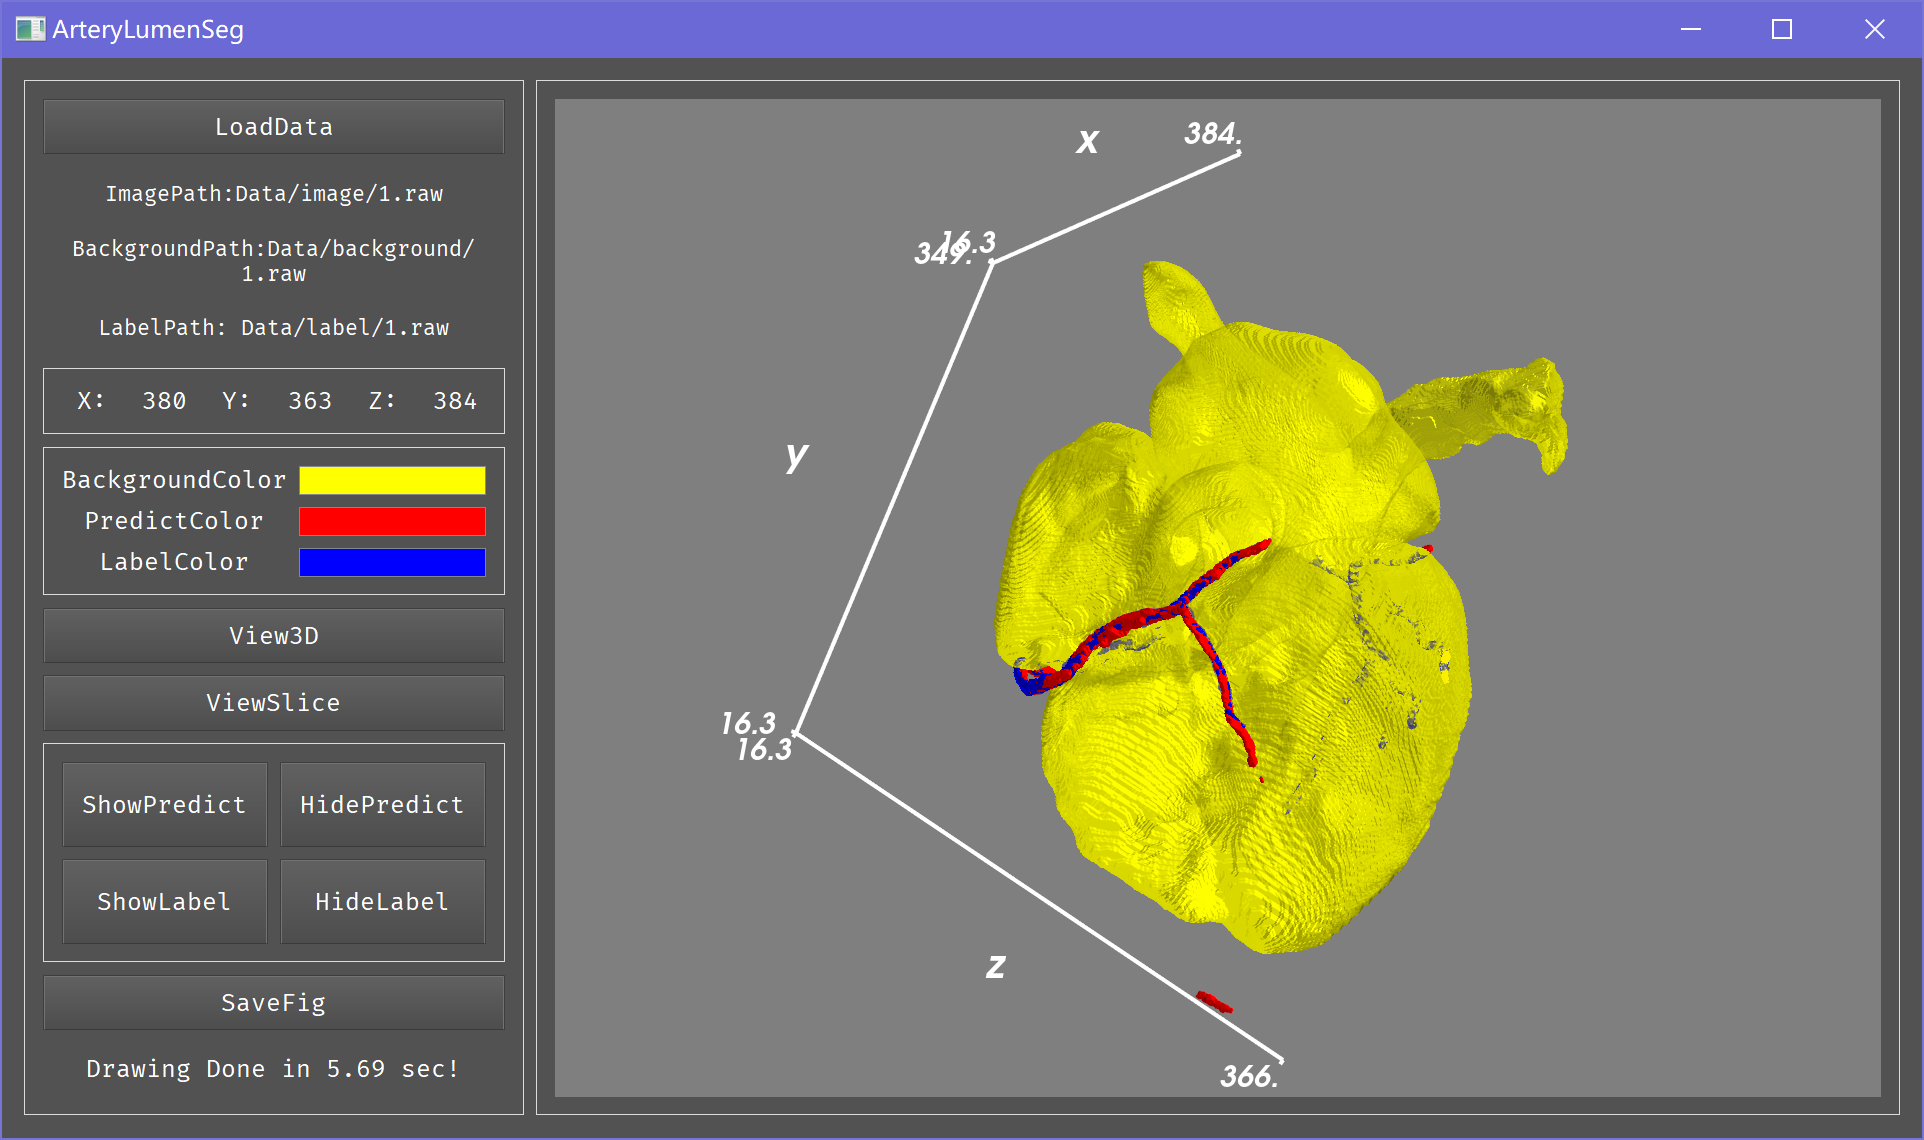 ArteryLumenSeg
LoadData
ImagePath:Data/image/1.raw
BackgroundPath:Data/background/
1.raw
LabelPath: Data/label/1.raw
X: 380 Y: 363 Z: 384
BackgroundColor
PredictColor
LabelColor
View3D
ViewSlice
ShowPredict HidePredict
ShowLabel HideLabel
SaveFig
Drawing Done in 5.69 sec!
x
384.
16.3
349.
y
16.3
16.3
z
366.